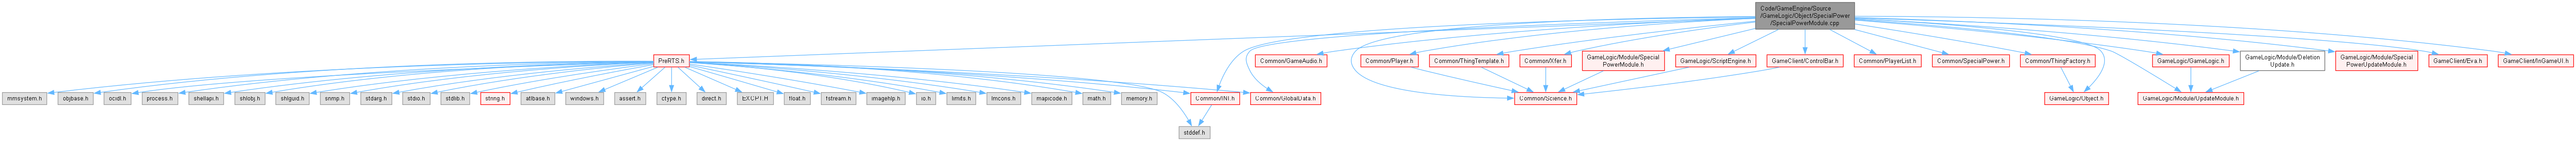 Code/GameEngine/Source
/GameLogic/Object/SpecialPower
/SpecialPowerModule.cpp
PreRTS.h
Common/GameAudio.h
Common/Player.h
Common/ThingTemplate.h
Common/Xfer.h
GameLogic/Module/Special
PowerModule.h
GameLogic/ScriptEngine.h
GameClient/ControlBar.h
Common/PlayerList.h
Common/SpecialPower.h
Common/ThingFactory.h
GameLogic/GameLogic.h
GameLogic/Module/Deletion
Update.h
GameLogic/Module/Special
PowerUpdateModule.h
GameClient/Eva.h
GameClient/InGameUI.h
mmsystem.h
objbase.h
ocidl.h
process.h
shellapi.h
shlobj.h
shlguid.h
snmp.h
stdarg.h
stdio.h
stdlib.h
string.h
atlbase.h
windows.h
assert.h
ctype.h
direct.h
EXCPT.H
float.h
fstream.h
imagehlp.h
io.h
limits.h
lmcons.h
mapicode.h
math.h
memory.h
Common/INI.h
Common/GlobalData.h
Common/Science.h
GameLogic/Object.h
GameLogic/Module/UpdateModule.h
stddef.h